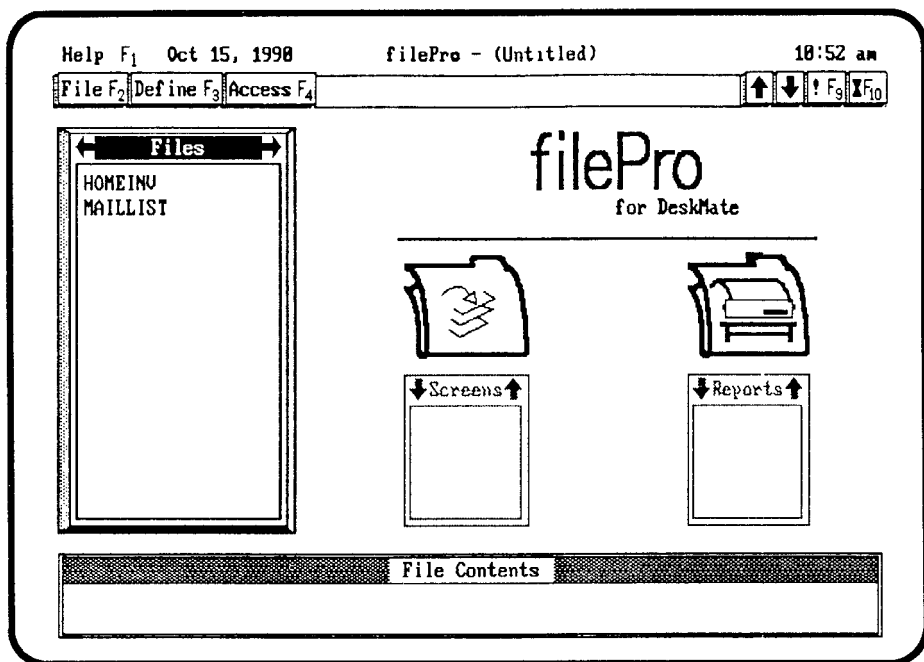 Help F1 Oct 15, 1990 filePro - (Untitled) 10:52 am
File F2 Define F3 Access F4 ! F9 F10
Files
HOMEINV
MAILLIST
filePro
for DeskMate
Screens Reports
File Contents